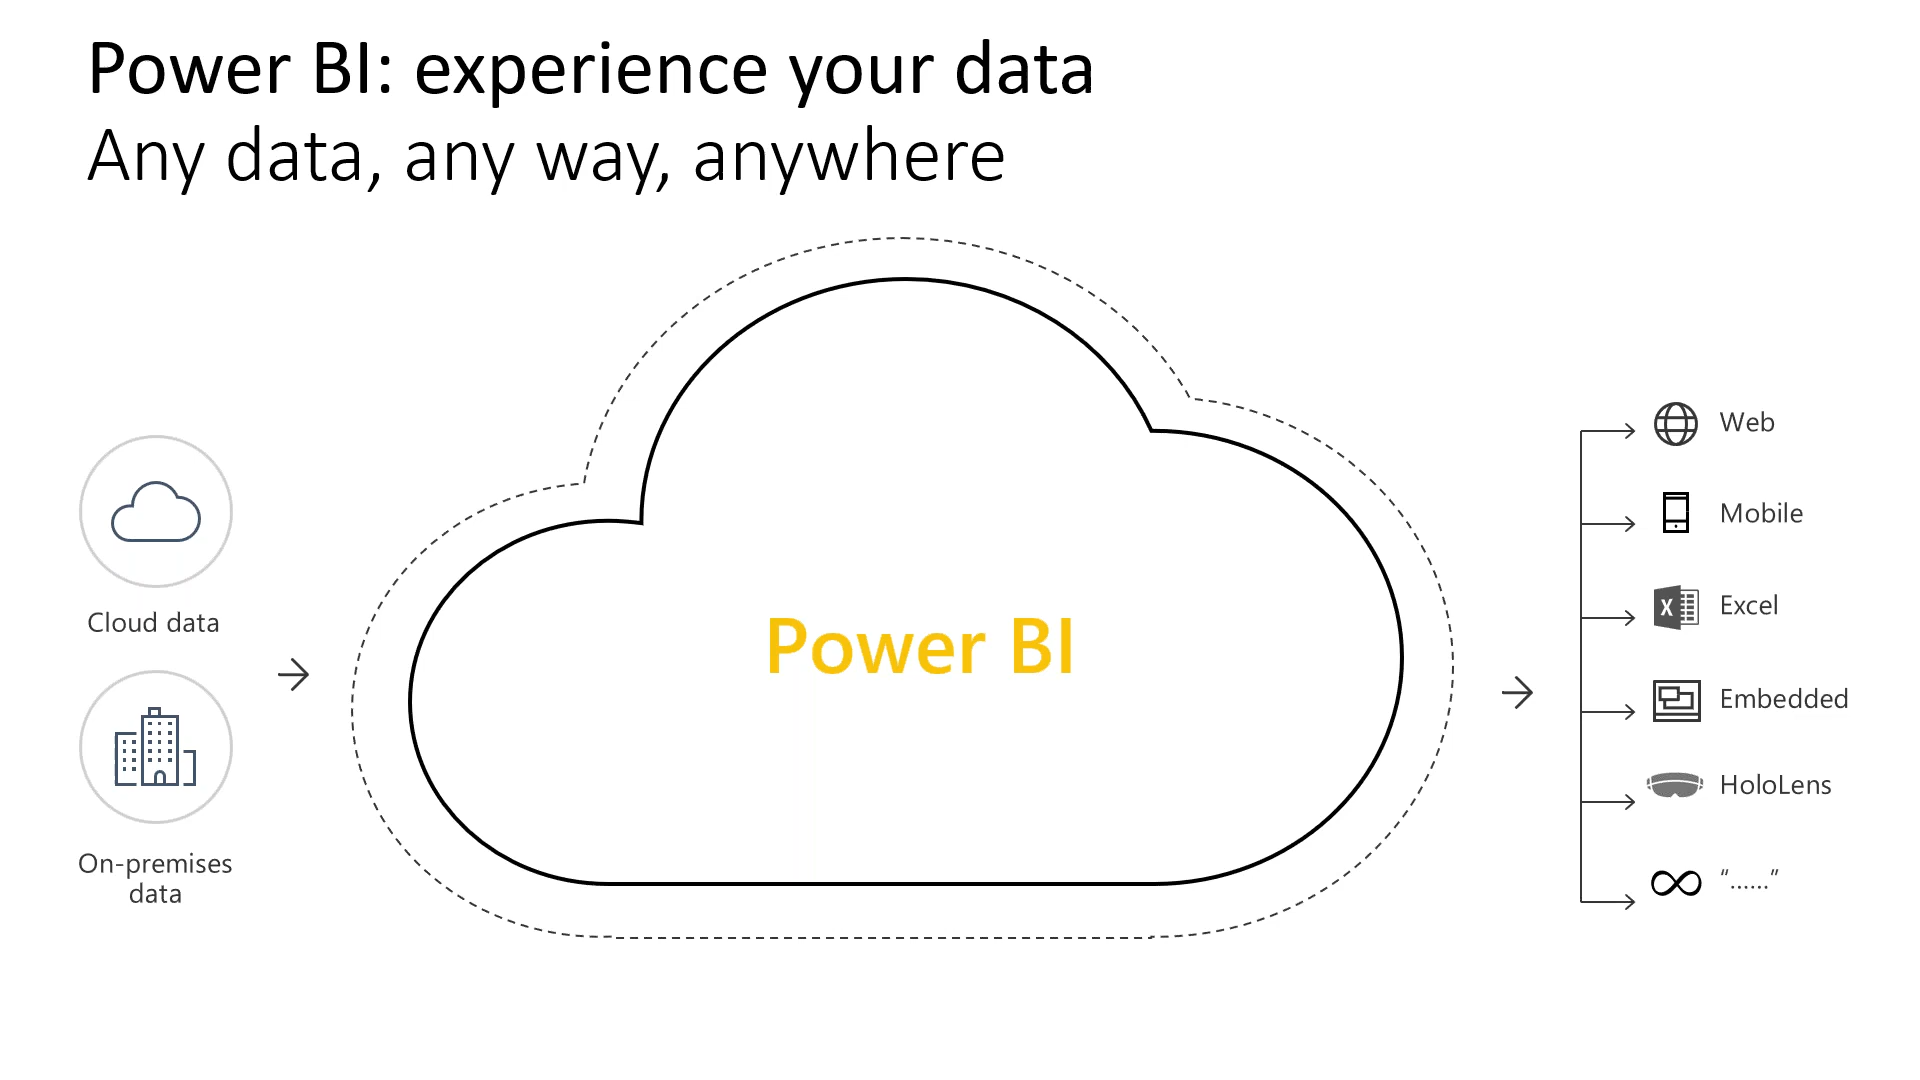 Power BI: experience your data
Any data, any way, anywhere
Cloud data
On-premises
data
Power BI
Web
Mobile
X
Excel
Embedded
HoloLens
“......”